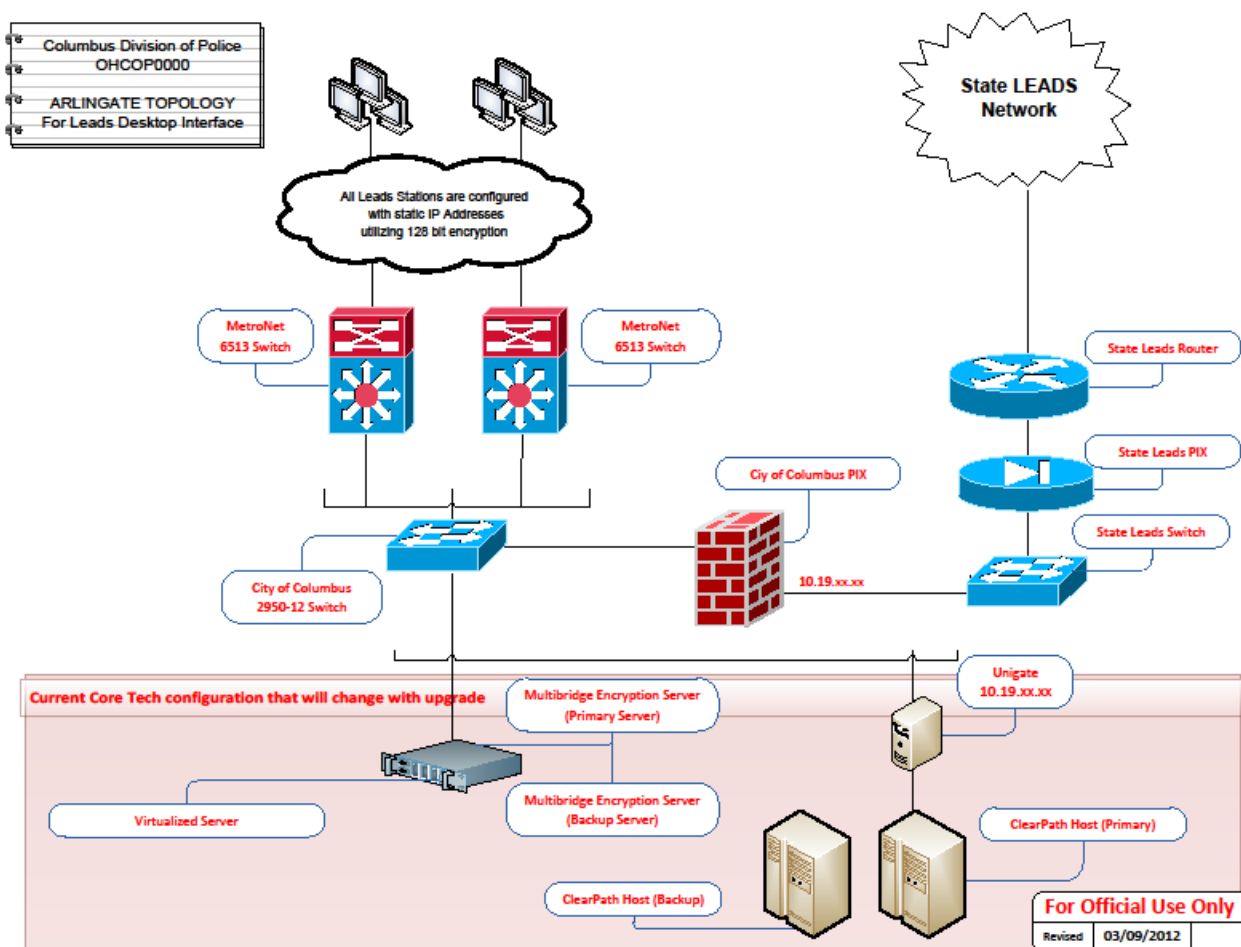 Columbus Division of Police
OHCOP0000
ARLINGATE TOPOLOGY
For Leads Desktop Interface
State LEADS
Network
All Leads Stations are configured
with static IP Addresses
utilizing 128 bit encryption
MetroNet
6513 Switch
MetroNet
6513 Switch
State Leads Router
State Leads PIX
Ciy of Columbus PIX
State Leads Switch
10.19.xx.xx
City of Columbus
2950-12 Switch
Unigate
10.19.xx.xx
Current Core Tech configuration that will change with upgrade
Multibridge Encryption Server
(Primary Server)
Multibridge Encryption Server
(Backup Server)
Virtualized Server
ClearPath Host (Primary)
ClearPath Host (Backup)
For Official Use Only
Revised 03/09/2012